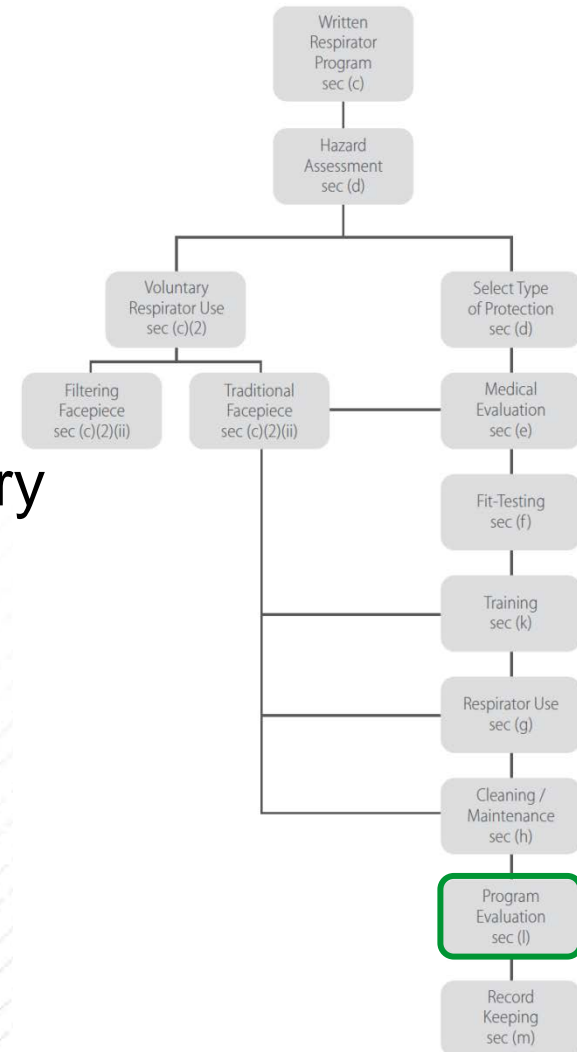 Written
Respirator
Program
sec (c)
Hazard
Assessment
sec (d)
Voluntary
Respirator Use
sec (c)(2)
Select Type
of Protection
sec (d)
Filtering
Facepiece
sec (c)(2)(ii)
Traditional
Facepiece
sec (c)(2)(ii)
Medical
Evaluation
sec (e)
ry
Fit-Testing
sec (f)
Training
sec (k)
Respirator Use
sec (g)
Cleaning /
Maintenance
sec (h)
Program
Evaluation
sec (l)
Record
Keeping
sec (m)